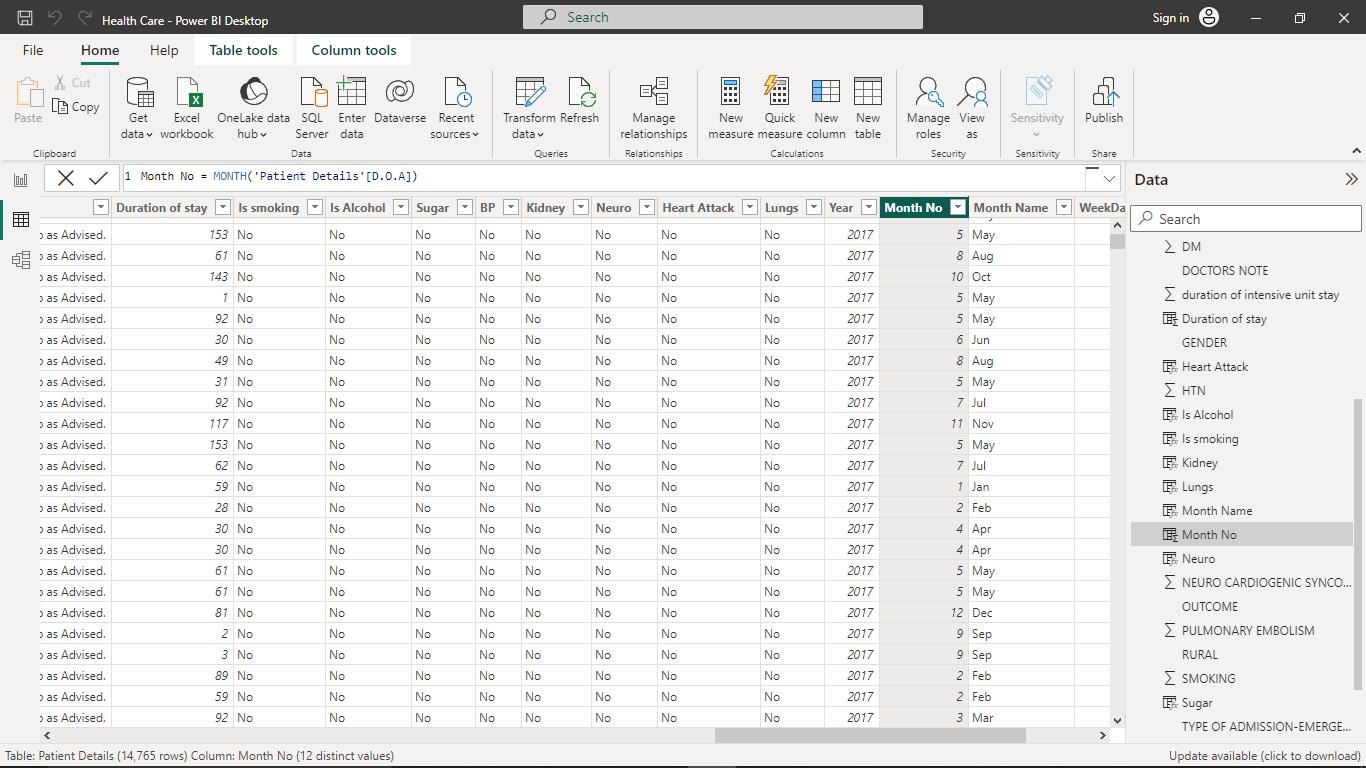 Health Care - Power BI Desktop
Search
Sign in
File Home Help Table tools Column tools
Paste
Cut
Copy
Clipboard
Get data
Excel workbook
OneLake data hub
SQL Server
Enter data
Dataverse
Recent sources
Data
Transform data
Refresh
Queries
Manage relationships
Relationships
New measure
Quick measure
New column
New table
Calculations
Manage roles
View as
Security
Sensitivity
Sensitivity
Publish
Share
1 Month No = MONTH('Patient Details'[D.O.A])
Duration of stay Is smoking Is Alcohol Sugar BP Kidney Neuro Heart Attack Lungs Year Month No Month Name WeekDa
as Advised. 153 No No No No No No No No 2017 5 May
as Advised. 61 No No No No No No No No 2017 8 Aug
as Advised. 143 No No No No No No No No 2017 10 Oct
as Advised. 1 No No No No No No No No 2017 5 May
as Advised. 92 No No No No No No No No 2017 5 May
as Advised. 30 No No No No No No No No 2017 6 Jun
as Advised. 49 No No No No No No No No 2017 8 Aug
as Advised. 31 No No No No No No No No 2017 5 May
as Advised. 92 No No No No No No No No 2017 7 Jul
as Advised. 117 No No No No No No No No 2017 11 Nov
as Advised. 153 No No No No No No No No 2017 5 May
as Advised. 62 No No No No No No No No 2017 7 Jul
as Advised. 59 No No No No No No No No 2017 1 Jan
as Advised. 28 No No No No No No No No 2017 2 Feb
as Advised. 30 No No No No No No No No 2017 4 Apr
as Advised. 30 No No No No No No No No 2017 4 Apr
as Advised. 61 No No No No No No No No 2017 5 May
as Advised. 61 No No No No No No No No 2017 5 May
as Advised. 81 No No No No No No No No 2017 12 Dec
as Advised. 2 No No No No No No No No 2017 9 Sep
as Advised. 3 No No No No No No No No 2017 9 Sep
as Advised. 89 No No No No No No No No 2017 2 Feb
as Advised. 59 No No No No No No No No 2017 2 Feb
as Advised. 92 No No No No No No No No 2017 3 Mar
Data
Search
DM
DOCTORS NOTE
duration of intensive unit stay
Duration of stay
GENDER
Heart Attack
HTN
Is Alcohol
Is smoking
Kidney
Lungs
Month Name
Month No
Neuro
NEURO CARDIOGENIC SYNCO...
OUTCOME
PULMONARY EMBOLISM
RURAL
SMOKING
Sugar
TYPE OF ADMISSION-EMERGE...
Table: Patient Details (14,765 rows) Column: Month No (12 distinct values)
Update available (click to download)